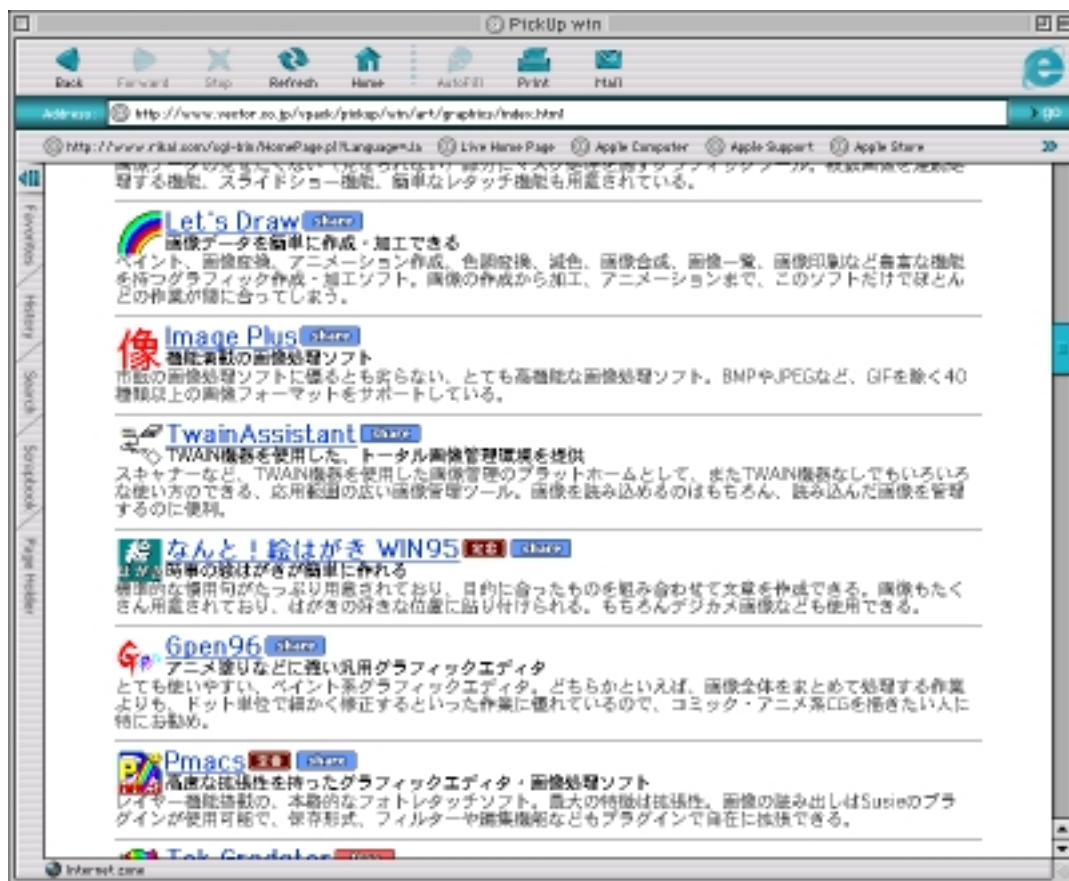 PickUp win
Back Forward Stop Refresh Home AutoFill Print Mail
Address: http://www.vector.co.jp/vpack/pickup/win/art/graphics/index.html go
http://www.rikai.com/cgi-bin/HomePage.pl?Language=Ja Live Home Page Apple Computer Apple Support Apple Store
Favorites
History
Search
Scrapbook
Page Holder
理する機能、スライドショー機能、簡単なレタッチ機能も用意されている。
Let's Draw share
画像データを簡単に作成・加工できる
ペイント、画像変換、アニメーション作成、色調変換、減色、画像合成、画像一覧、画像印刷など豊富な機能
を持つグラフィック作成・加工ソフト。画像の作成から加工、アニメーションまで、このソフトだけでほとん
どの作業が間に合ってしまう。
像 Image Plus share
機能満載の画像処理ソフト
市販の画像処理ソフトに優るとも劣らない、とても高機能な画像処理ソフト。BMPやJPEGなど、GIFを除く40
種類以上の画像フォーマットをサポートしている。
TwainAssistant share
TWAIN機器を使用した、トータル画像管理環境を提供
スキャナーなど、TWAIN機器を使用した画像管理のプラットホームとして、またTWAIN機器なしでもいろいろ
な使い方のできる、応用範囲の広い画像管理ツール。画像を読み込めるのはもちろん、読み込んだ画像を管理
するのに便利。
なんと!絵はがき WIN95 share
時事の絵はがきが簡単に作れる
標準的な慣用句がたっぷり用意されており、目的に合ったものを組み合わせて文章を作成できる。画像もたく
さん用意されており、はがきの好きな位置に貼り付けられる。もちろんデジカメ画像なども使用できる。
Gpen96 share
アニメ塗りなどに強い汎用グラフィックエディタ
とても使いやすい、ペイント系グラフィックエディタ。どちらかといえば、画像全体をまとめて処理する作業
よりも、ドット単位で細かく修正するといった作業に優れているので、コミック・アニメ系CGを描きたい人に
特にお勧め。
Pmacs share
高度な拡張性を持ったグラフィックエディタ・画像処理ソフト
レイヤー機能搭載の、本格的なフォトレタッチソフト。最大の特徴は拡張性。画像の読み出しはSusieのプラ
グインが使用可能で、保存形式、フィルターや編集機能などもプラグインで自在に拡張できる。
Internet zone